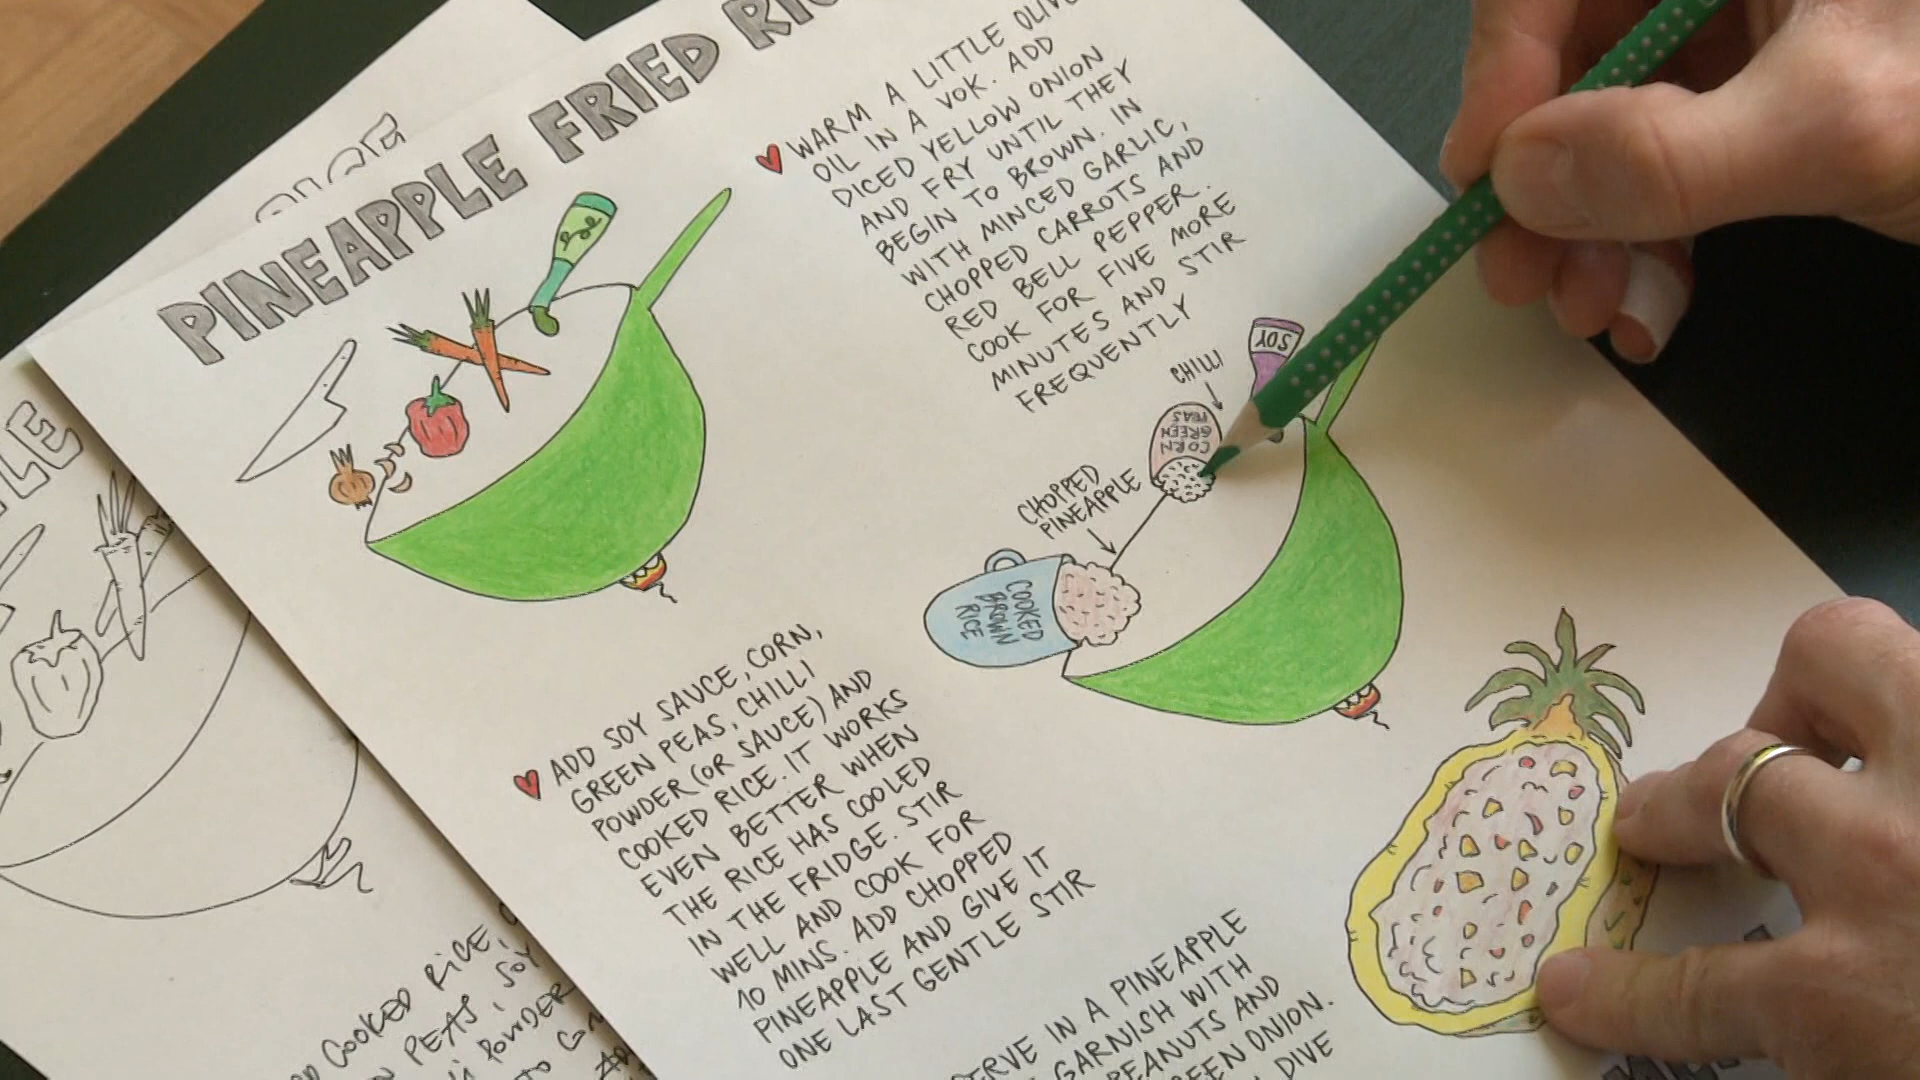 PINEAPPLE FRIED
WARM A LITTLE OLIVE
OIL IN A VOK. ADD
DICED YELLOW ONION
AND FRY UNTIL THEY
BEGIN TO BROWN. IN
WITH MINCED GARLIC,
CHOPPED CARROTS AND
RED BELL PEPPER.
COOK FOR FIVE MORE
MINUTES AND STIR
FREQUENTLY
SOY
CHILLI
CORN
GREEN
PEAS
CHOPPED
PINEAPPLE
COOKED
BROWN
RICE
ADD SOY SAUCE, CORN,
GREEN PEAS, CHILLI
POWDER (OR SAUCE) AND
COOKED RICE. IT WORKS
EVEN BETTER WHEN
THE RICE HAS COOLED
IN THE FRIDGE. STIR
WELL AND COOK FOR
10 MINS. ADD CHOPPED
PINEAPPLE AND GIVE IT
ONE LAST GENTLE STIR
SERVE IN A PINEAPPLE
GARNISH WITH
PEANUTS AND
GREEN ONION.
DIVE
COOKED RICE,
PEAS, SOY
POWDER